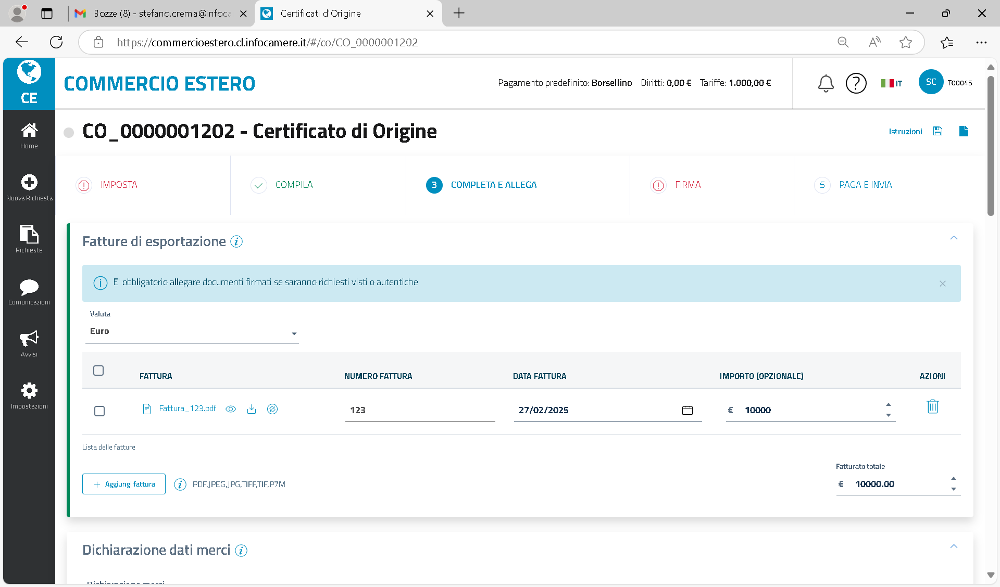 Bozze (8) - stefano.crema@infoca
Certificati d'Origine
https://commercioestero.cl.infocamere.it/#/co/CO_0000001202
CE
COMMERCIO ESTERO
Pagamento predefinito: Borsellino Diritti: 0,00 € Tariffe: 1.000,00 €
IT
SC
T00045
Home
Nuova Richiesta
Richieste
Comunicazioni
Avvisi
Impostazioni
CO_0000001202 - Certificato di Origine
Istruzioni
IMPOSTA
COMPILA
3 COMPLETA E ALLEGA
FIRMA
5 PAGA E INVIA
Fatture di esportazione
E' obbligatorio allegare documenti firmati se saranno richiesti visti o autentiche
Valuta
Euro
FATTURA NUMERO FATTURA DATA FATTURA IMPORTO (OPZIONALE) AZIONI
Fattura_123.pdf 123 27/02/2025 € 10000
Lista delle fatture
Fatturato totale
€ 10000.00
+ Aggiungi fattura
PDF,JPEG,JPG,TIFF,TIF,P7M
Dichiarazione dati merci
Dichiarazione merci